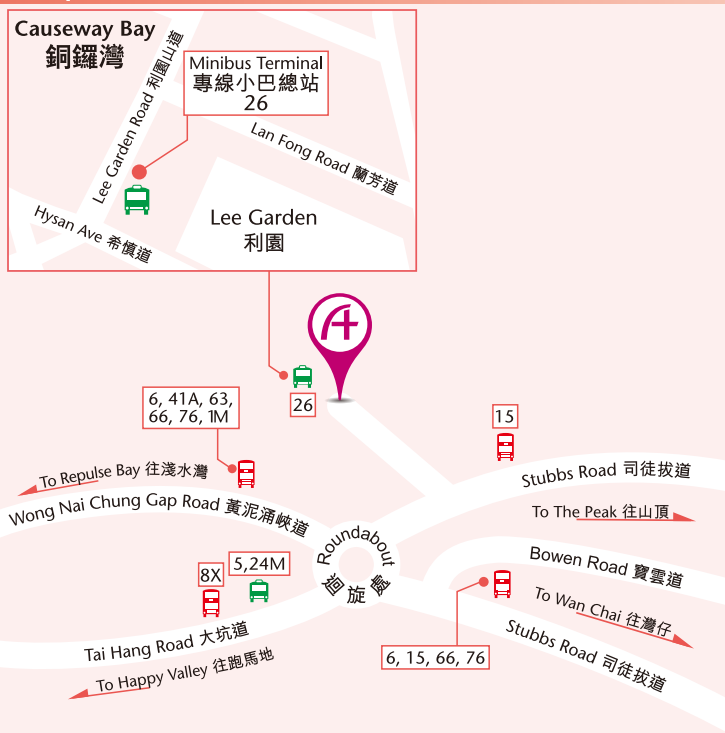 Causeway Bay
銅鑼灣
Minibus Terminal
專線小巴總站
26
Lee Garden Road 利園山道
Lan Fong Road 蘭芳道
Hysan Ave 希慎道
Lee Garden
利園
26
6, 41A, 63,
66, 76, 1M
15
To Repulse Bay 往淺水灣
Wong Nai Chung Gap Road 黃泥涌峽道
Stubbs Road 司徒拔道
To The Peak 往山頂
Roundabout
迴旋處
Bowen Road 寶雲道
8X
5,24M
To Wan Chai 往灣仔
Stubbs Road 司徒拔道
6, 15, 66, 76
Tai Hang Road 大坑道
To Happy Valley 往跑馬地